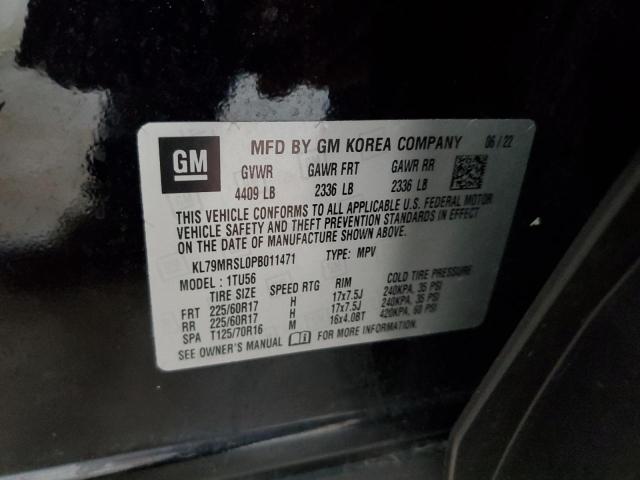 GM MFD BY GM KOREA COMPANY 06/22
GVWR GAWR FRT GAWR RR
4409 LB 2336 LB 2336 LB
THIS VEHICLE CONFORMS TO ALL APPLICABLE U.S. FEDERAL MOTOR
VEHICLE SAFETY AND THEFT PREVENTION STANDARDS IN EFFECT
ON THE DATE OF MANUFACTURE SHOWN ABOVE.
KL79MRSL0PB011471 TYPE: MPV
MODEL: 1TU56
TIRE SIZE SPEED RTG RIM COLD TIRE PRESSURE
FRT 225/60R17 H 17x7.5J 240KPA, 35 PSI
RR 225/60R17 H 17x7.5J 240KPA, 35 PSI
SPA T125/70R16 M 16x4.0BT 420KPA, 60 PSI
SEE OWNER'S MANUAL FOR MORE INFORMATION.